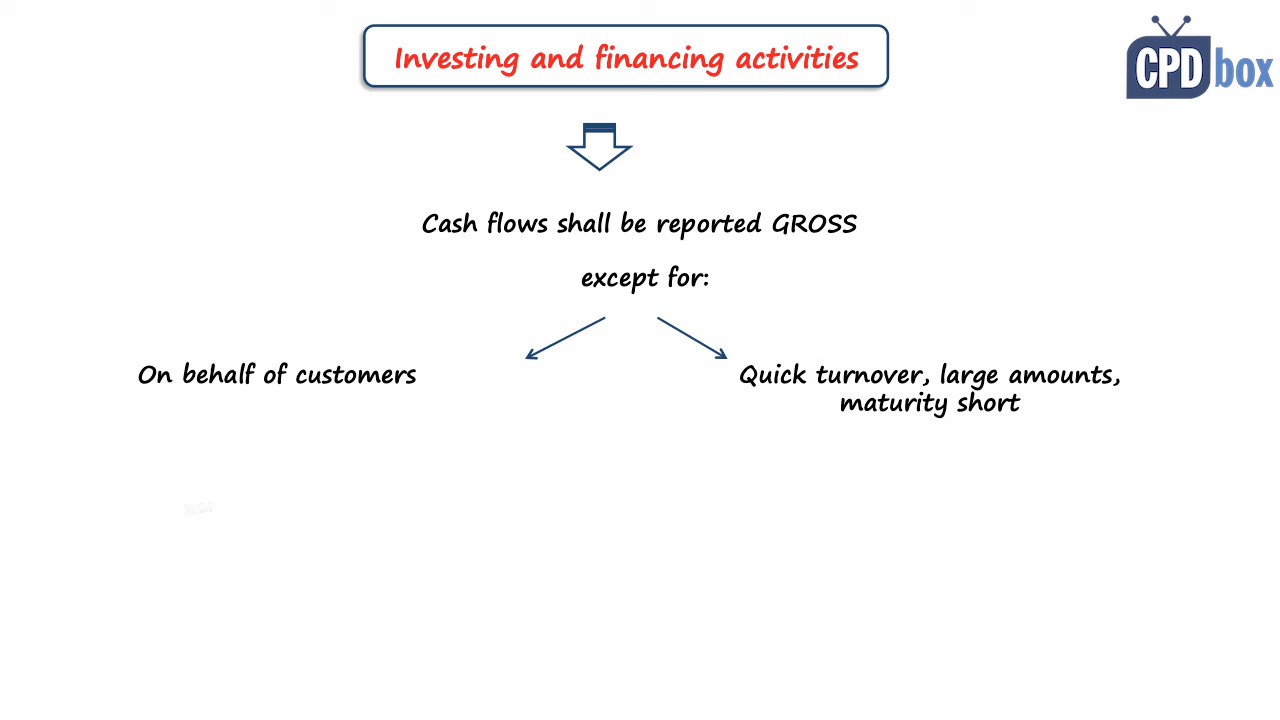 Investing and financing activities
CPD box
Cash flows shall be reported GROSS
except for:
On behalf of customers
Quick turnover, large amounts,
maturity short